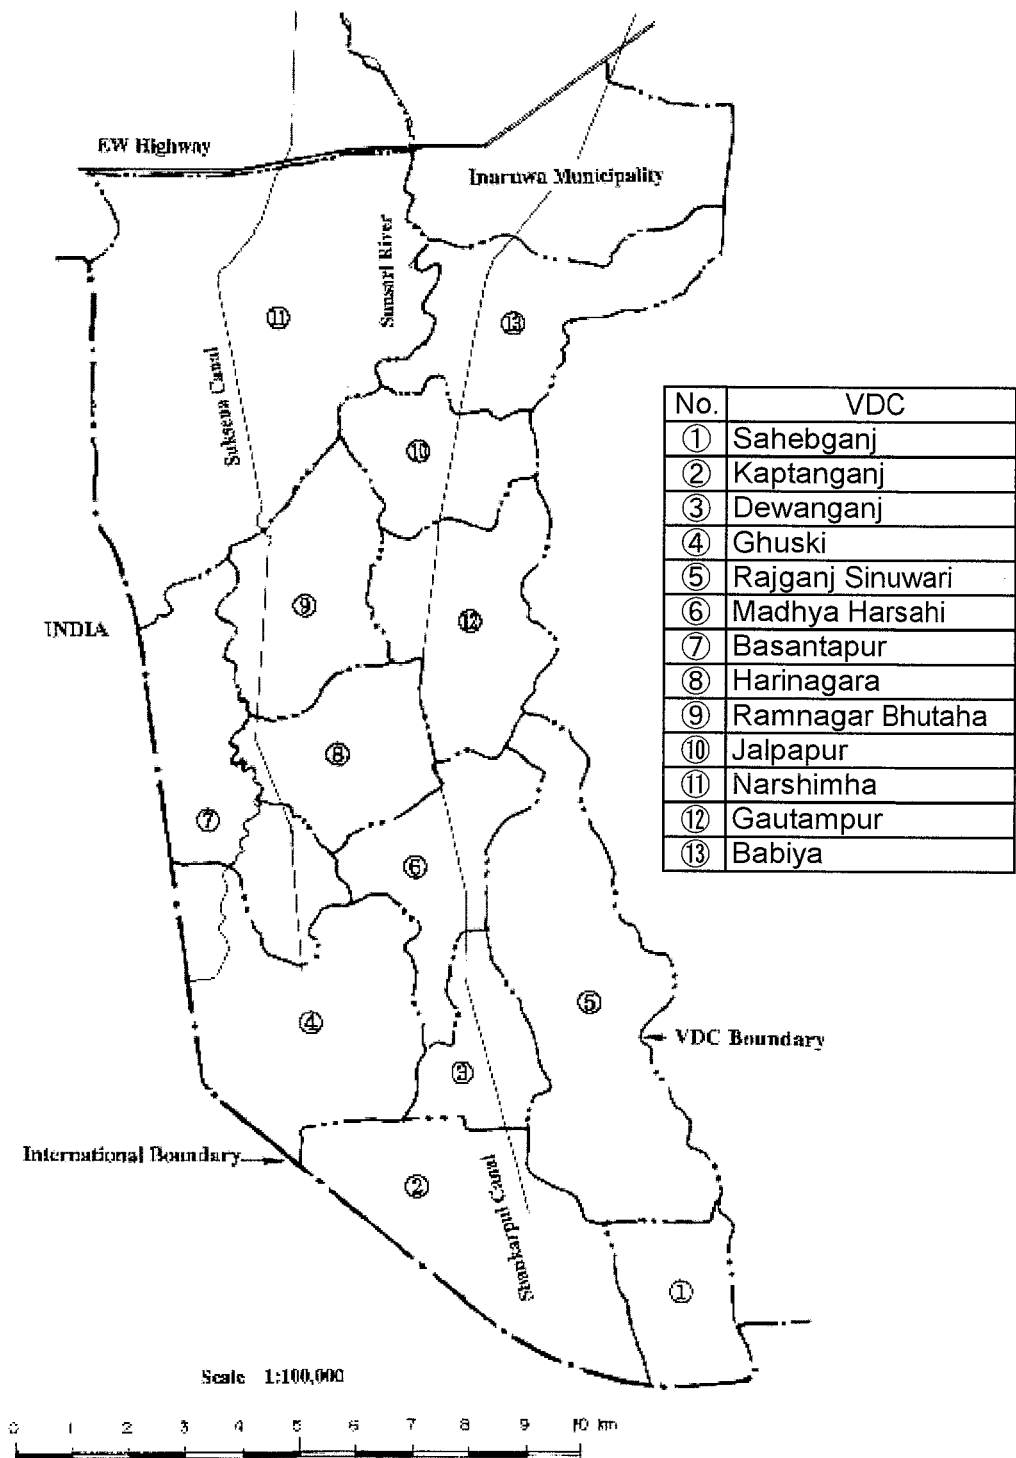 EW Highway
Inaruwa Municipality
Sunsari River
⑪
⑬
Suksena Canal
No. VDC
① Sahebganj
② Kaptanganj
③ Dewanganj
④ Ghuski
⑤ Rajganj Sinuwari
⑥ Madhya Harsahi
⑦ Basantapur
⑧ Harinagara
⑨ Ramnagar Bhutaha
⑩ Jalpapur
⑪ Narshimha
⑫ Gautampur
⑬ Babiya
⑩
⑨
⑫
INDIA
⑧
⑦
⑥
⑤
④
VDC Boundary
③
International Boundary
②
Shankarpul Canal
①
Scale 1:100,000
0 1 2 3 4 5 6 7 8 9 10 km